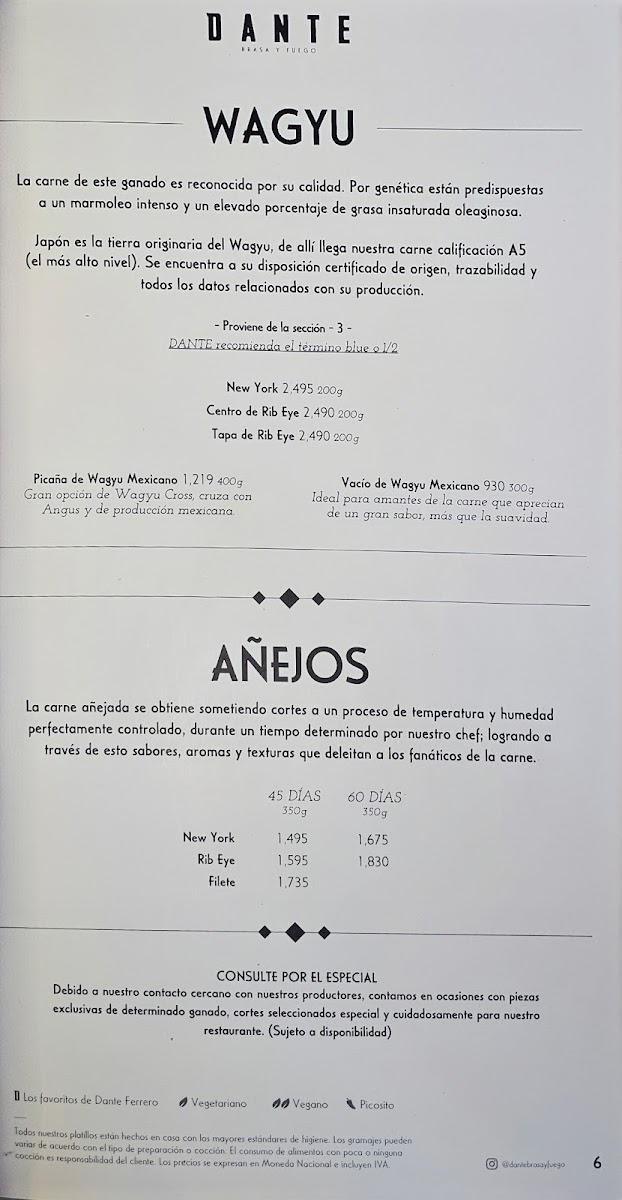 DANTE
BRASA Y FUEGO
WAGYU
La carne de este ganado es reconocida por su calidad. Por genética están predispuestas
a un marmoleo intenso y un elevado porcentaje de grasa insaturada oleaginosa.
Japón es la tierra originaria del Wagyu, de allí llega nuestra carne calificación A5
(el más alto nivel). Se encuentra a su disposición certificado de origen, trazabilidad y
todos los datos relacionados con su producción.
- Proviene de la sección - 3 -
DANTE recomienda el término blue o 1/2
New York 2,495 200g
Centro de Rib Eye 2,490 200g
Tapa de Rib Eye 2,490 200g
Picaña de Wagyu Mexicano 1,219 400g
Gran opción de Wagyu Cross, cruza con
Angus y de producción mexicana.
Vacío de Wagyu Mexicano 930 300g
Ideal para amantes de la carne que aprecian
de un gran sabor, más que la suavidad.
AÑEJOS
La carne añejada se obtiene sometiendo cortes a un proceso de temperatura y humedad
perfectamente controlado, durante un tiempo determinado por nuestro chef; logrando a
través de esto sabores, aromas y texturas que deleitan a los fanáticos de la carne.
45 DÍAS 60 DÍAS
350g 350g
New York 1,495 1,675
Rib Eye 1,595 1,830
Filete 1,735
CONSULTE POR EL ESPECIAL
Debido a nuestro contacto cercano con nuestros productores, contamos en ocasiones con piezas
exclusivas de determinado ganado, cortes seleccionados especial y cuidadosamente para nuestro
restaurante. (Sujeto a disponibilidad)
Los favoritos de Dante Ferrero Vegetariano Vegano Picosito
Todos nuestros platillos están hechos en casa con los mayores estándares de higiene. Los gramajes pueden
variar de acuerdo con el tipo de preparación o cocción. El consumo de alimentos con poca o ninguna
cocción es responsabilidad del cliente. Los precios se expresan en Moneda Nacional e incluyen IVA.
@dantebrasayfuego 6